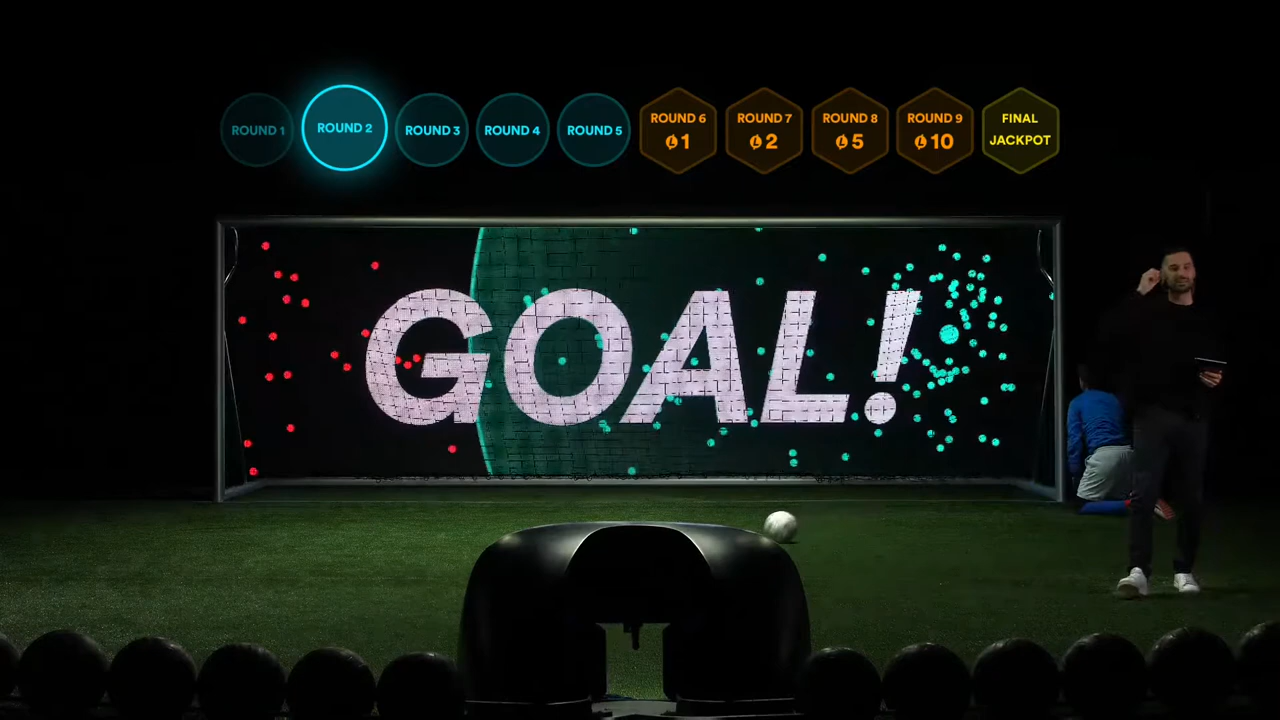 ROUND 1
ROUND 2
ROUND 3
ROUND 4
ROUND 5
ROUND 6
1
ROUND 7
2
ROUND 8
5
ROUND 9
10
FINAL
JACKPOT
GOAL!